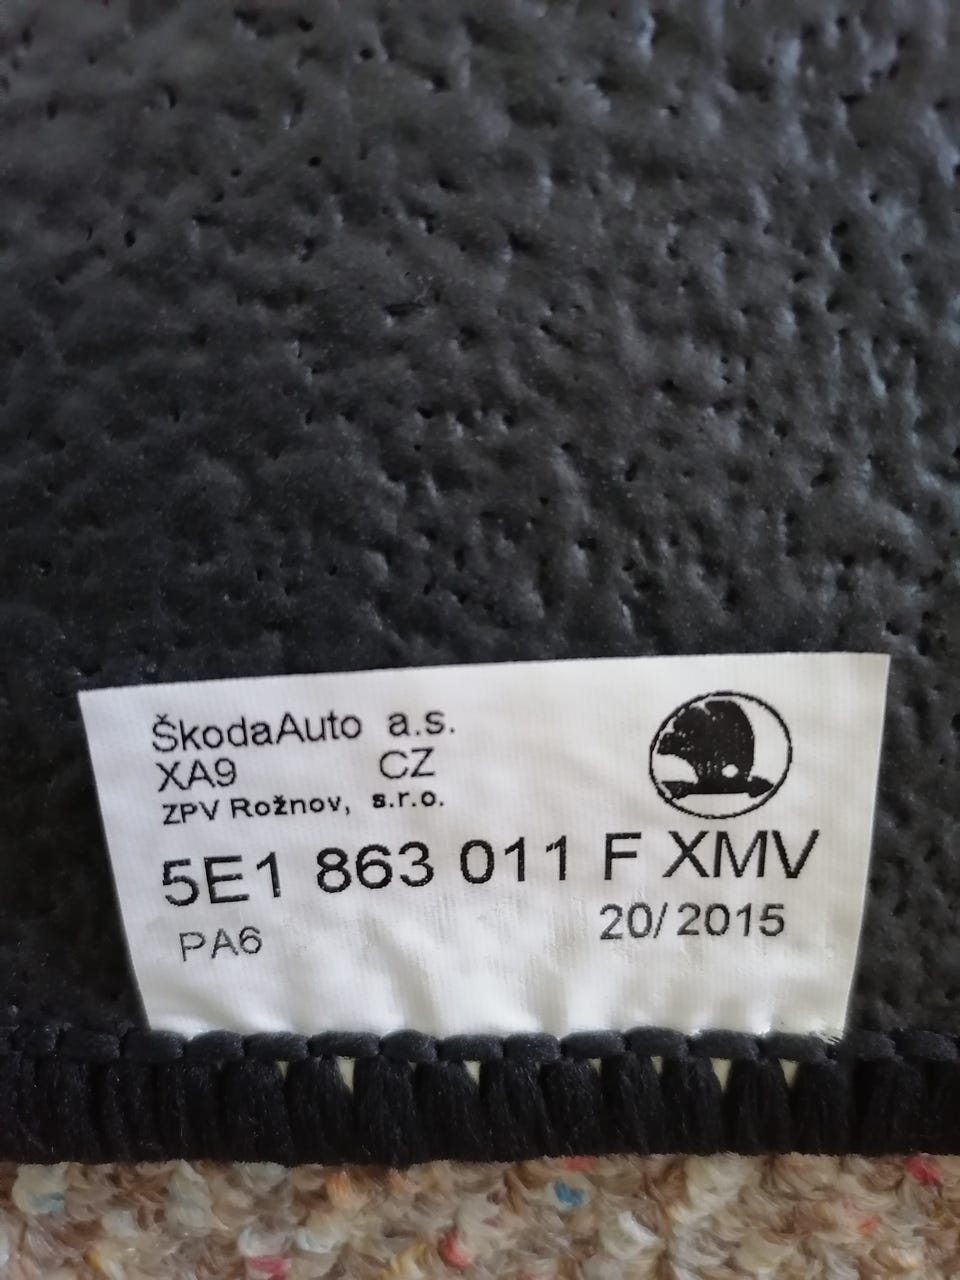 ŠkodaAuto a.s.
XA9 CZ
ZPV Rožnov, s.r.o.
5E1 863 011 F XMV
PA6 20/2015